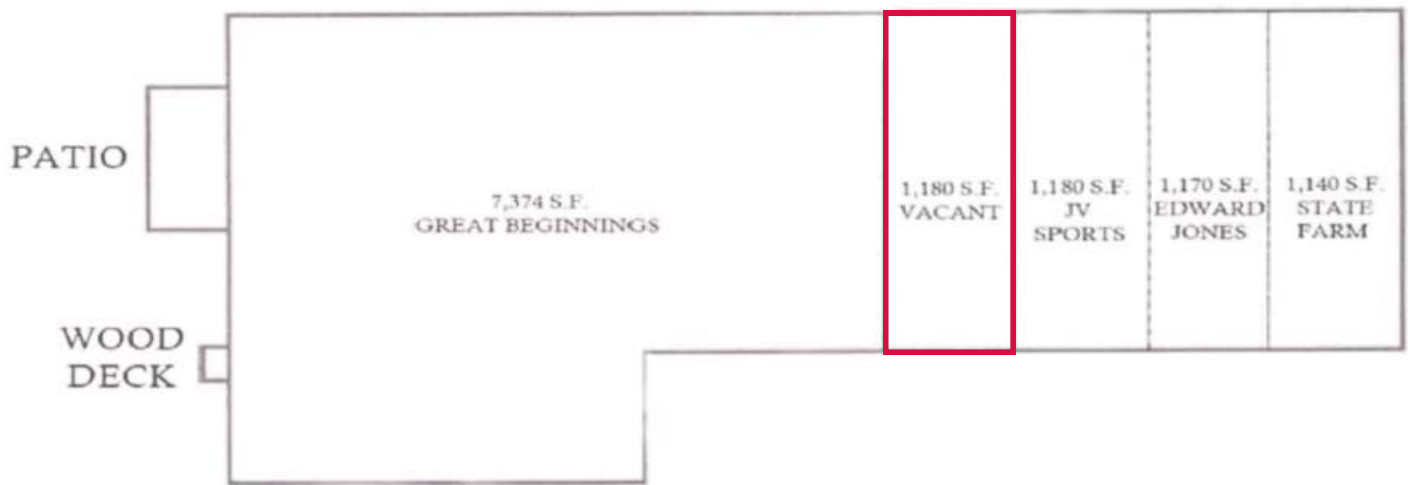 PATIO
7,374 S.F.
GREAT BEGINNINGS
1,180 S.F.
VACANT
1,180 S.F.
JV
SPORTS
1,170 S.F.
EDWARD
JONES
1,140 S.F.
STATE
FARM
WOOD
DECK